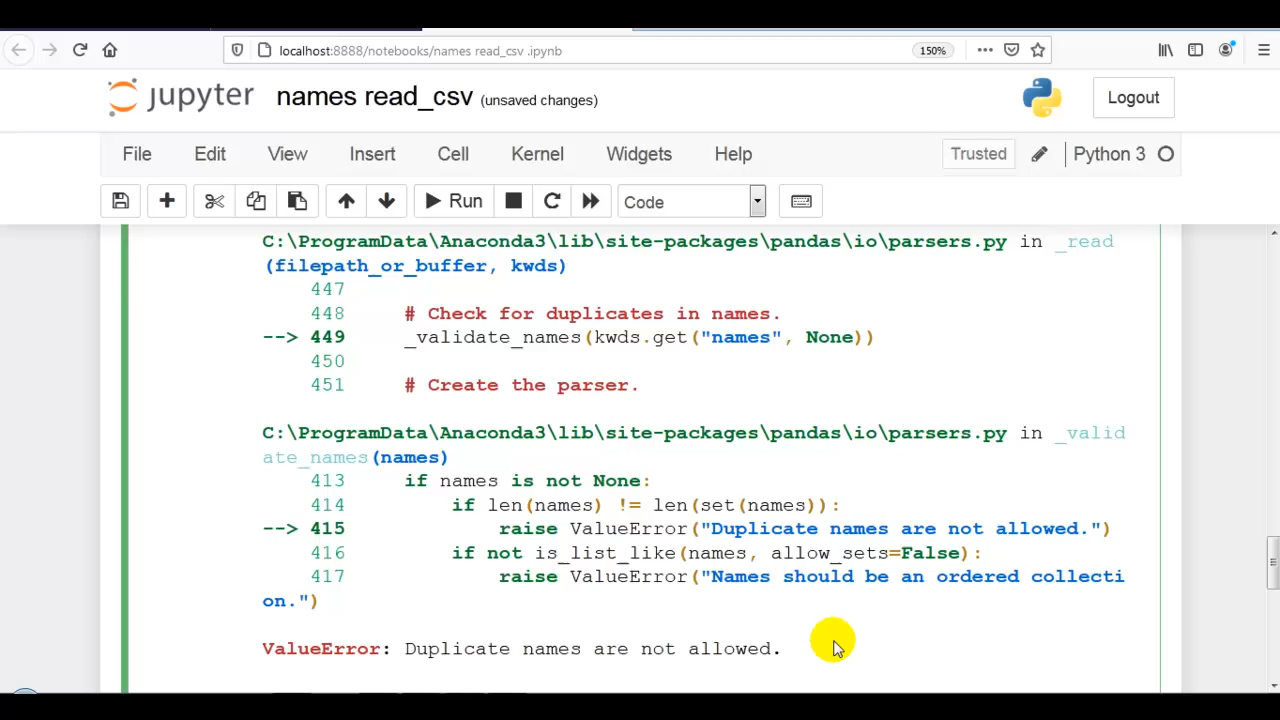 localhost:8888/notebooks/names read_csv .ipynb
150%
jupyter names read_csv (unsaved changes)
Logout
File Edit View Insert Cell Kernel Widgets Help Trusted Python 3
Run Code
C:\ProgramData\Anaconda3\lib\site-packages\pandas\io\parsers.py in _read
(filepath_or_buffer, kwds)
447
448 # Check for duplicates in names.
--> 449 _validate_names(kwds.get("names", None))
450
451 # Create the parser.
C:\ProgramData\Anaconda3\lib\site-packages\pandas\io\parsers.py in _valid
ate_names(names)
413 if names is not None:
414 if len(names) != len(set(names)):
--> 415 raise ValueError("Duplicate names are not allowed.")
416 if not is_list_like(names, allow_sets=False):
417 raise ValueError("Names should be an ordered collecti
on.")
ValueError: Duplicate names are not allowed.